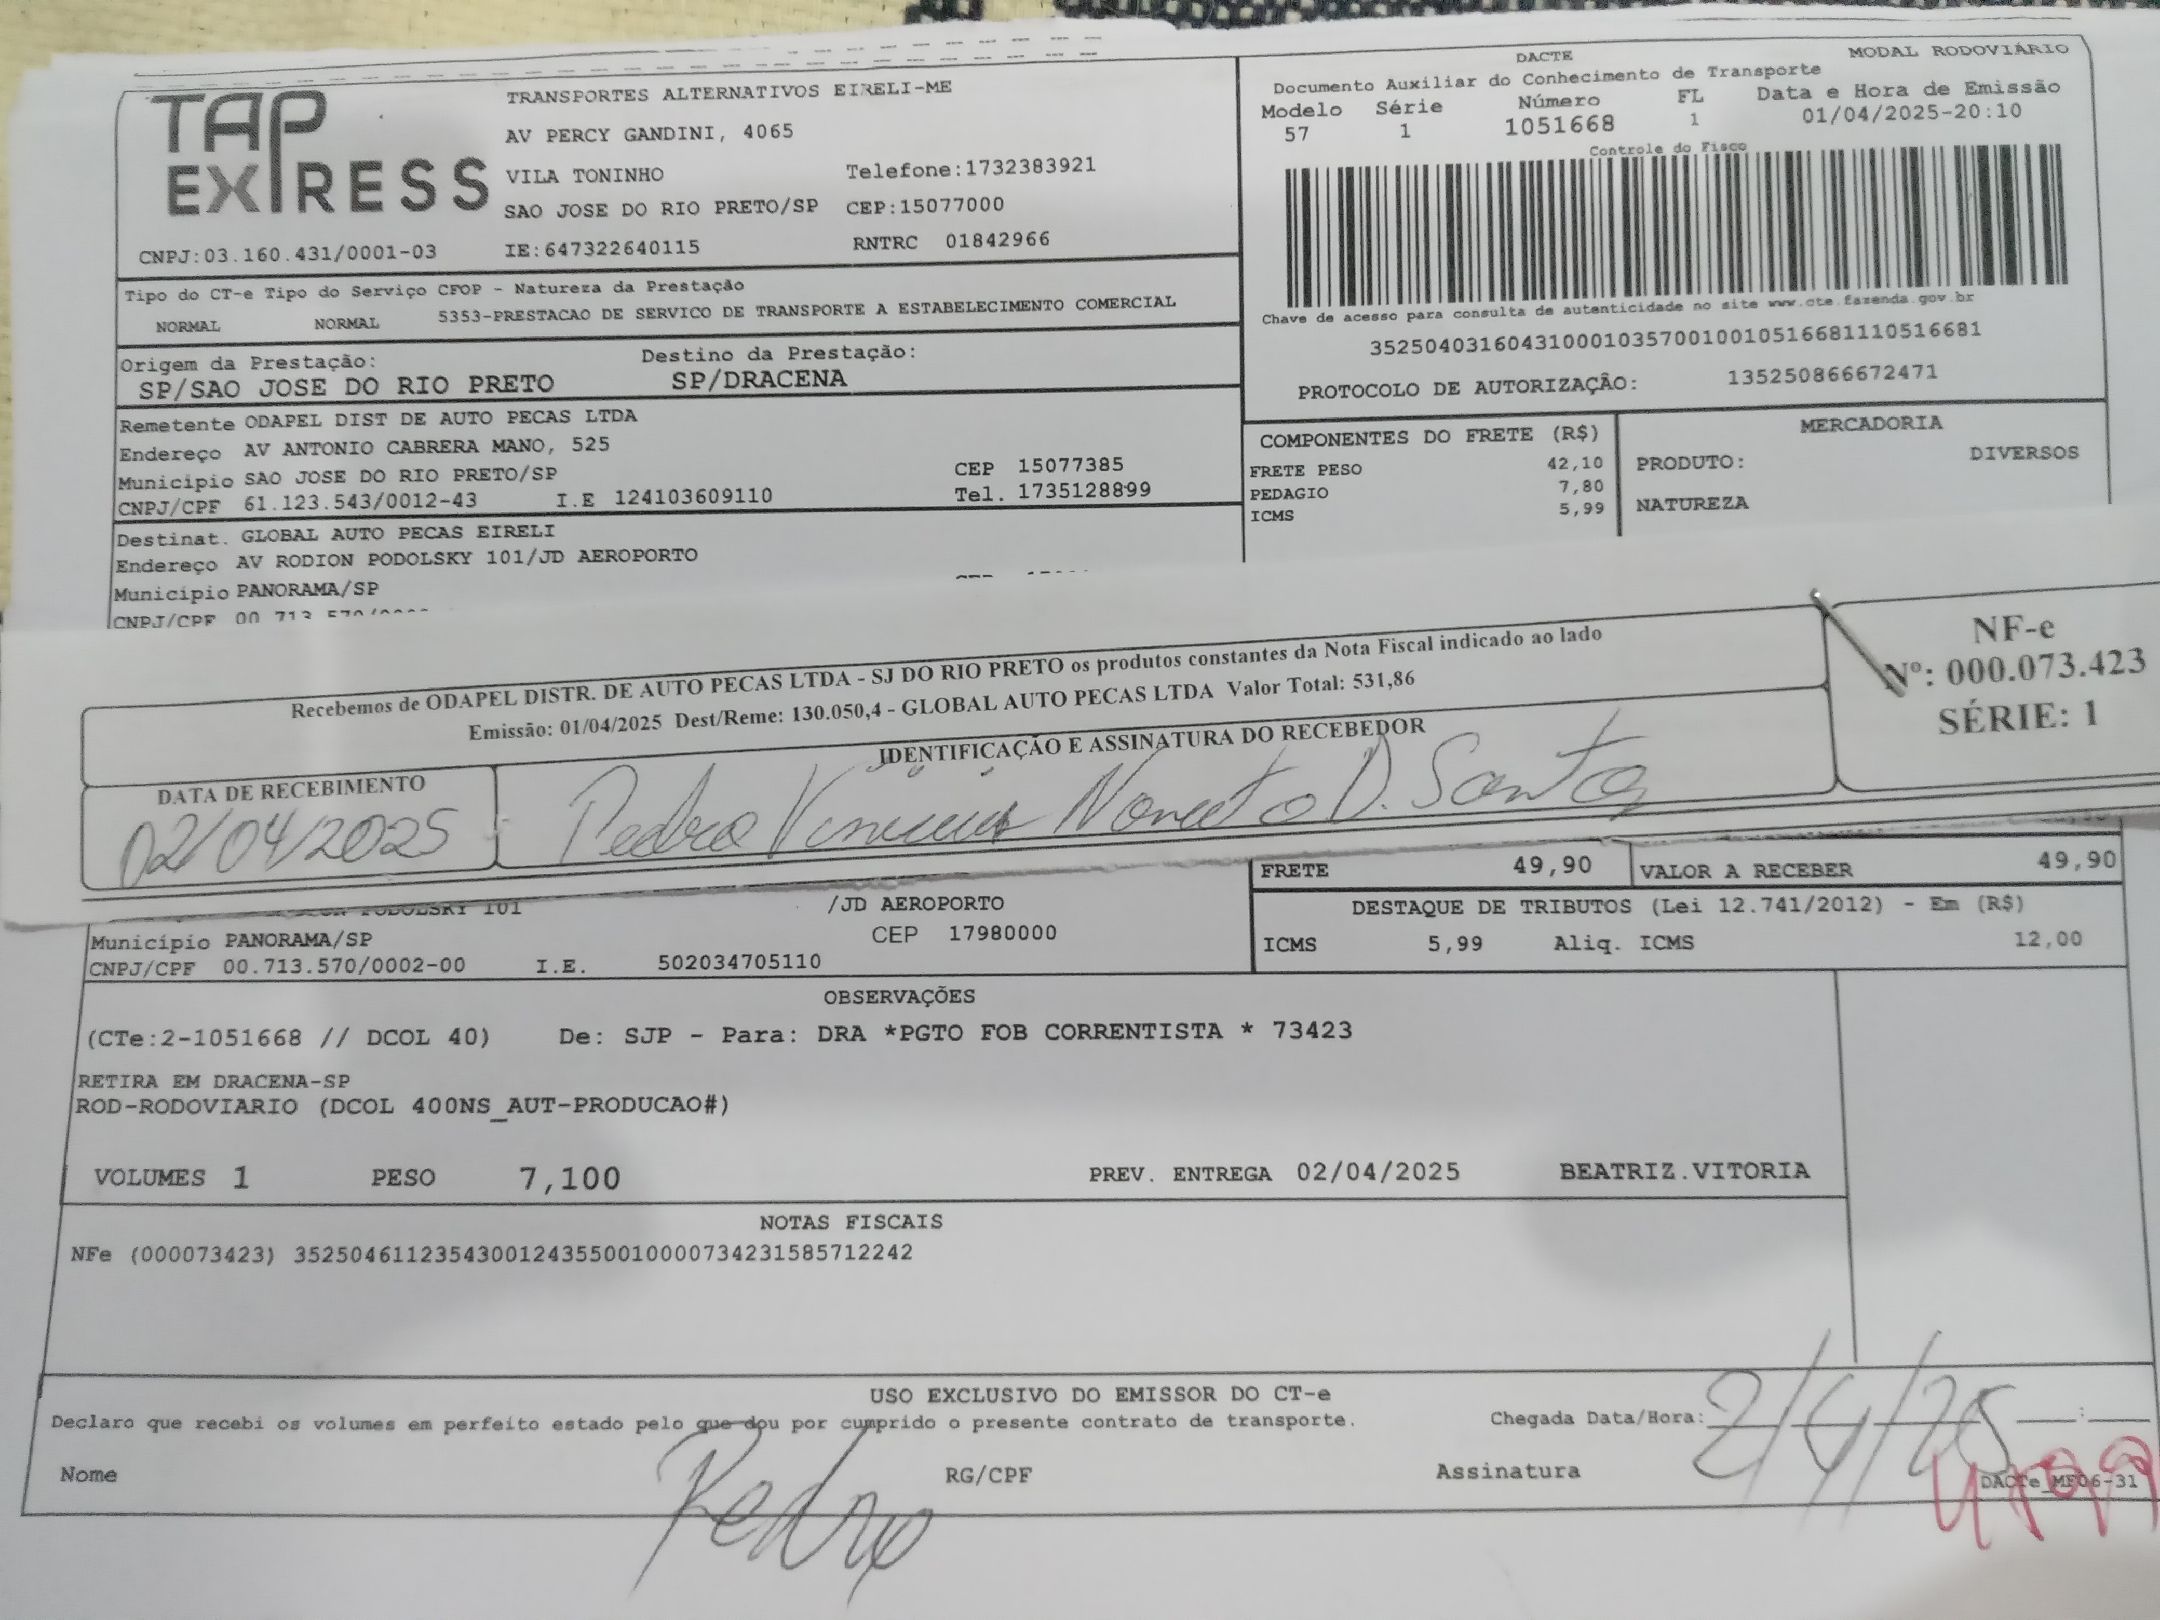 TAP EXPRESS
TRANSPORTES ALTERNATIVOS EIRELI-ME
AV PERCY GANDINI, 4065
VILA TONINHO Telefone:1732383921
SAO JOSE DO RIO PRETO/SP CEP:15077000
CNPJ:03.160.431/0001-03 IE:647322640115 RNTRC 01842966
DACTE MODAL RODOVIÁRIO
Documento Auxiliar do Conhecimento de Transporte
Modelo Série Número FL Data e Hora de Emissão
57 1 1051668 1 01/04/2025-20:10
Controle do Fisco
Chave de acesso para consulta de autenticidade no site www.cte.fazenda.gov.br
35250403160431000103570010010516681110516681
PROTOCOLO DE AUTORIZAÇÃO: 135250866672471
Tipo do CT-e Tipo do Serviço CFOP - Natureza da Prestação
NORMAL NORMAL 5353-PRESTACAO DE SERVICO DE TRANSPORTE A ESTABELECIMENTO COMERCIAL
Origem da Prestação: Destino da Prestação:
SP/SAO JOSE DO RIO PRETO SP/DRACENA
Remetente ODAPEL DIST DE AUTO PECAS LTDA
Endereço AV ANTONIO CABRERA MANO, 525
Município SAO JOSE DO RIO PRETO/SP CEP 15077385
CNPJ/CPF 61.123.543/0012-43 I.E 124103609110 Tel. 1735128899
COMPONENTES DO FRETE (R$) MERCADORIA
FRETE PESO 42,10 PRODUTO: DIVERSOS
PEDAGIO 7,80
ICMS 5,99 NATUREZA
Destinat. GLOBAL AUTO PECAS EIRELI
Endereço AV RODION PODOLSKY 101/JD AEROPORTO
Município PANORAMA/SP
CNPJ/CPF 00.713.570/
Recebemos de ODAPEL DISTR. DE AUTO PECAS LTDA - SJ DO RIO PRETO os produtos constantes da Nota Fiscal indicado ao lado
Emissão: 01/04/2025 Dest/Reme: 130.050,4 - GLOBAL AUTO PECAS LTDA Valor Total: 531,86
NF-e
Nº: 000.073.423
SÉRIE: 1
DATA DE RECEBIMENTO IDENTIFICAÇÃO E ASSINATURA DO RECEBEDOR
02/04/2025 Pedro Vinicius D. Santos
FRETE 49,90 VALOR A RECEBER 49,90
PODOLSKY 101 /JD AEROPORTO
Município PANORAMA/SP CEP 17980000
CNPJ/CPF 00.713.570/0002-00 I.E. 502034705110
DESTAQUE DE TRIBUTOS (Lei 12.741/2012) - Em (R$)
ICMS 5,99 Aliq. ICMS 12,00
OBSERVAÇÕES
(CTe:2-1051668 // DCOL 40) De: SJP - Para: DRA *PGTO FOB CORRENTISTA * 73423
RETIRA EM DRACENA-SP
ROD-RODOVIARIO (DCOL 400NS_AUT-PRODUCAO#)
VOLUMES 1 PESO 7,100 PREV. ENTREGA 02/04/2025 BEATRIZ.VITORIA
NOTAS FISCAIS
NFe (000073423) 35250461123543001243550010000734231585712242
USO EXCLUSIVO DO EMISSOR DO CT-e
Declaro que recebi os volumes em perfeito estado pelo que dou por cumprido o presente contrato de transporte. Chegada Data/Hora: 2/4/25
Nome Pedro RG/CPF Assinatura
DACTe_MF06-31